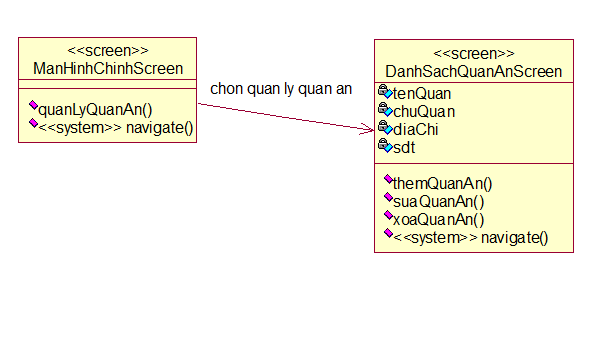 <<screen>>
ManHinhChinhScreen
quanLyQuanAn()
<<system>> navigate()
chon quan ly quan an
<<screen>>
DanhSachQuanAnScreen
tenQuan
chuQuan
diaChi
sdt
themQuanAn()
suaQuanAn()
xoaQuanAn()
<<system>> navigate()